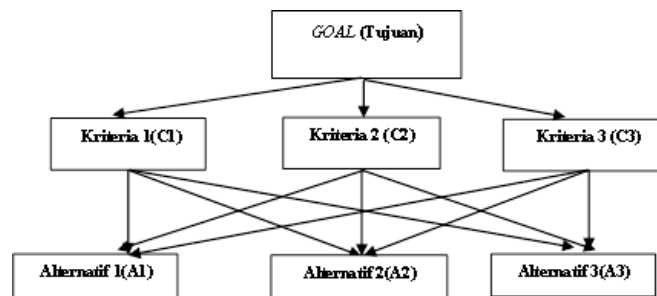 GOAL (Tujuan)
Kriteria 1(C1)
Kriteria 2 (C2)
Kriteria 3 (C3)
Alternatif 1(A1)
Alternatif 2(A2)
Alternatif 3(A3)